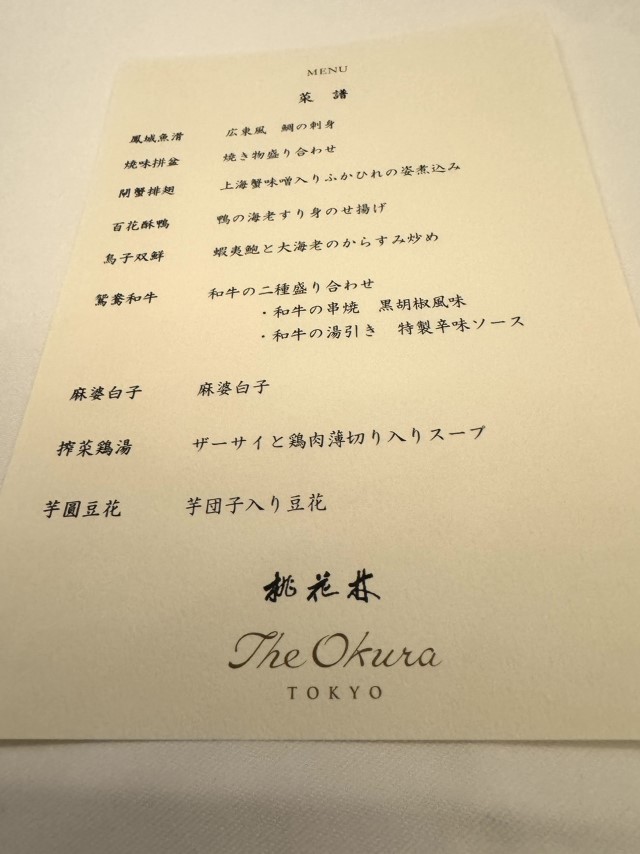 MENU
菜 譜
鳳城魚滑 広東風 鯛の刺身
焼味拼盆 焼き物盛り合わせ
閘蟹排翅 上海蟹味噌入りふかひれの姿煮込み
百花酥鴨 鴨の海老すり身のせ揚げ
烏子双鮮 蝦夷鮑と大海老のからすみ炒め
鴛鴦和牛 和牛の二種盛り合わせ
・和牛の串焼 黒胡椒風味
・和牛の湯引き 特製辛味ソース
麻婆白子 麻婆白子
搾菜鶏湯 ザーサイと鶏肉薄切り入りスープ
芋圓豆花 芋団子入り豆花
桃花林
The Okura
TOKYO